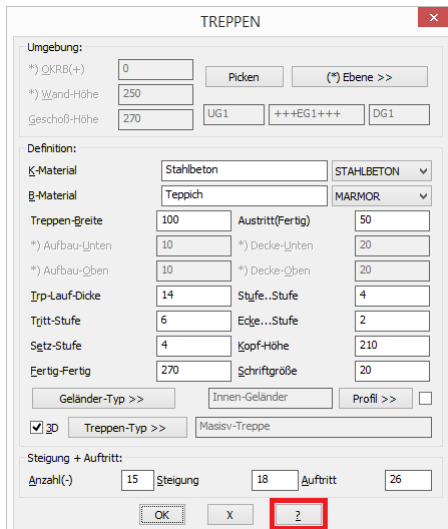 TREPPEN
Umgebung:
*) OKRB(+) 0 Picken (*) Ebene >>
*) Wand-Höhe 250
Geschoß-Höhe 270 UG1 +++EG1+++ DG1
Definition:
K-Material Stahlbeton STAHLBETON
B-Material Teppich MARMOR
Treppen-Breite 100 Austritt(Fertig) 50
*) Aufbau-Unten 10 *) Decke-Unten 20
*) Aufbau-Oben 10 *) Decke-Oben 20
Trp-Lauf-Dicke 14 Stufe..Stufe 4
Tritt-Stufe 6 Ecke...Stufe 2
Setz-Stufe 4 Kopf-Höhe 210
Fertig-Fertig 270 Schriftgröße 20
Geländer-Typ >> Innen-Geländer Profil >>
3D Treppen-Typ >> Masisv-Treppe
Steigung + Auftritt:
Anzahl(-) 15 Steigung 18 Auftritt 26
OK X ?